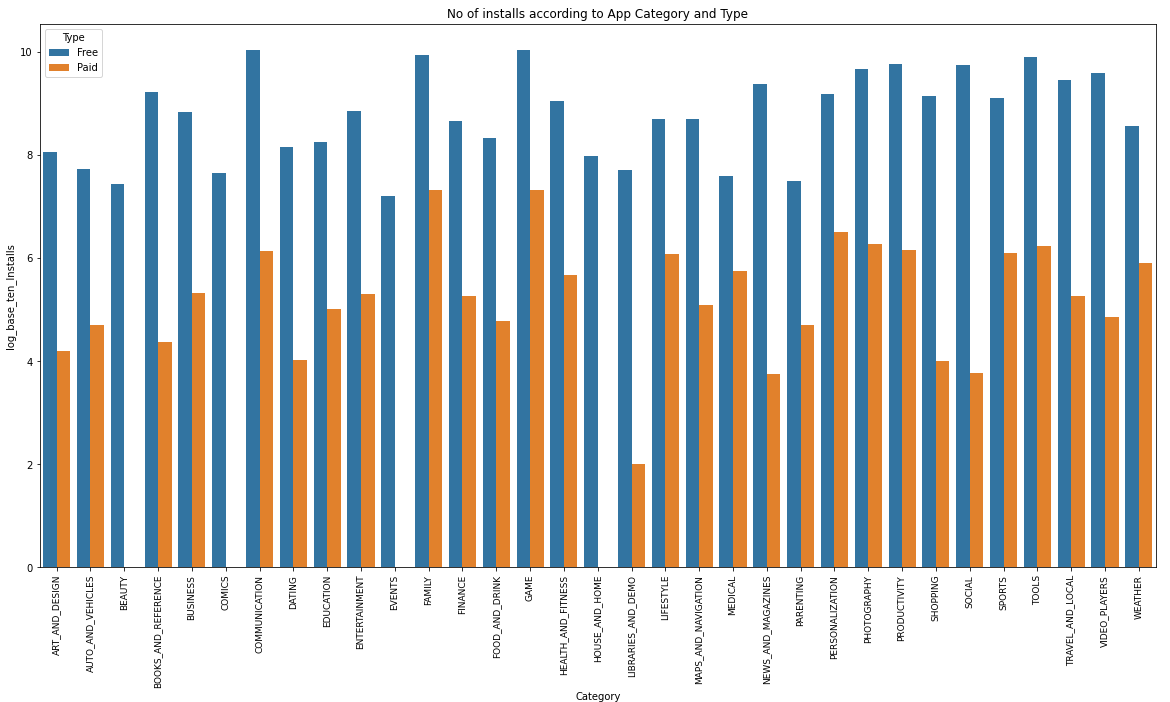 No of installs according to App Category and Type
Type
Free
Paid
log_base_ten_Installs
10
8
6
4
2
0
ART_AND_DESIGN
AUTO_AND_VEHICLES
BEAUTY
BOOKS_AND_REFERENCE
BUSINESS
COMICS
COMMUNICATION
DATING
EDUCATION
ENTERTAINMENT
EVENTS
FAMILY
FINANCE
FOOD_AND_DRINK
GAME
HEALTH_AND_FITNESS
HOUSE_AND_HOME
LIBRARIES_AND_DEMO
LIFESTYLE
MAPS_AND_NAVIGATION
MEDICAL
NEWS_AND_MAGAZINES
PARENTING
PERSONALIZATION
PHOTOGRAPHY
PRODUCTIVITY
SHOPPING
SOCIAL
SPORTS
TOOLS
TRAVEL_AND_LOCAL
VIDEO_PLAYERS
WEATHER
Category